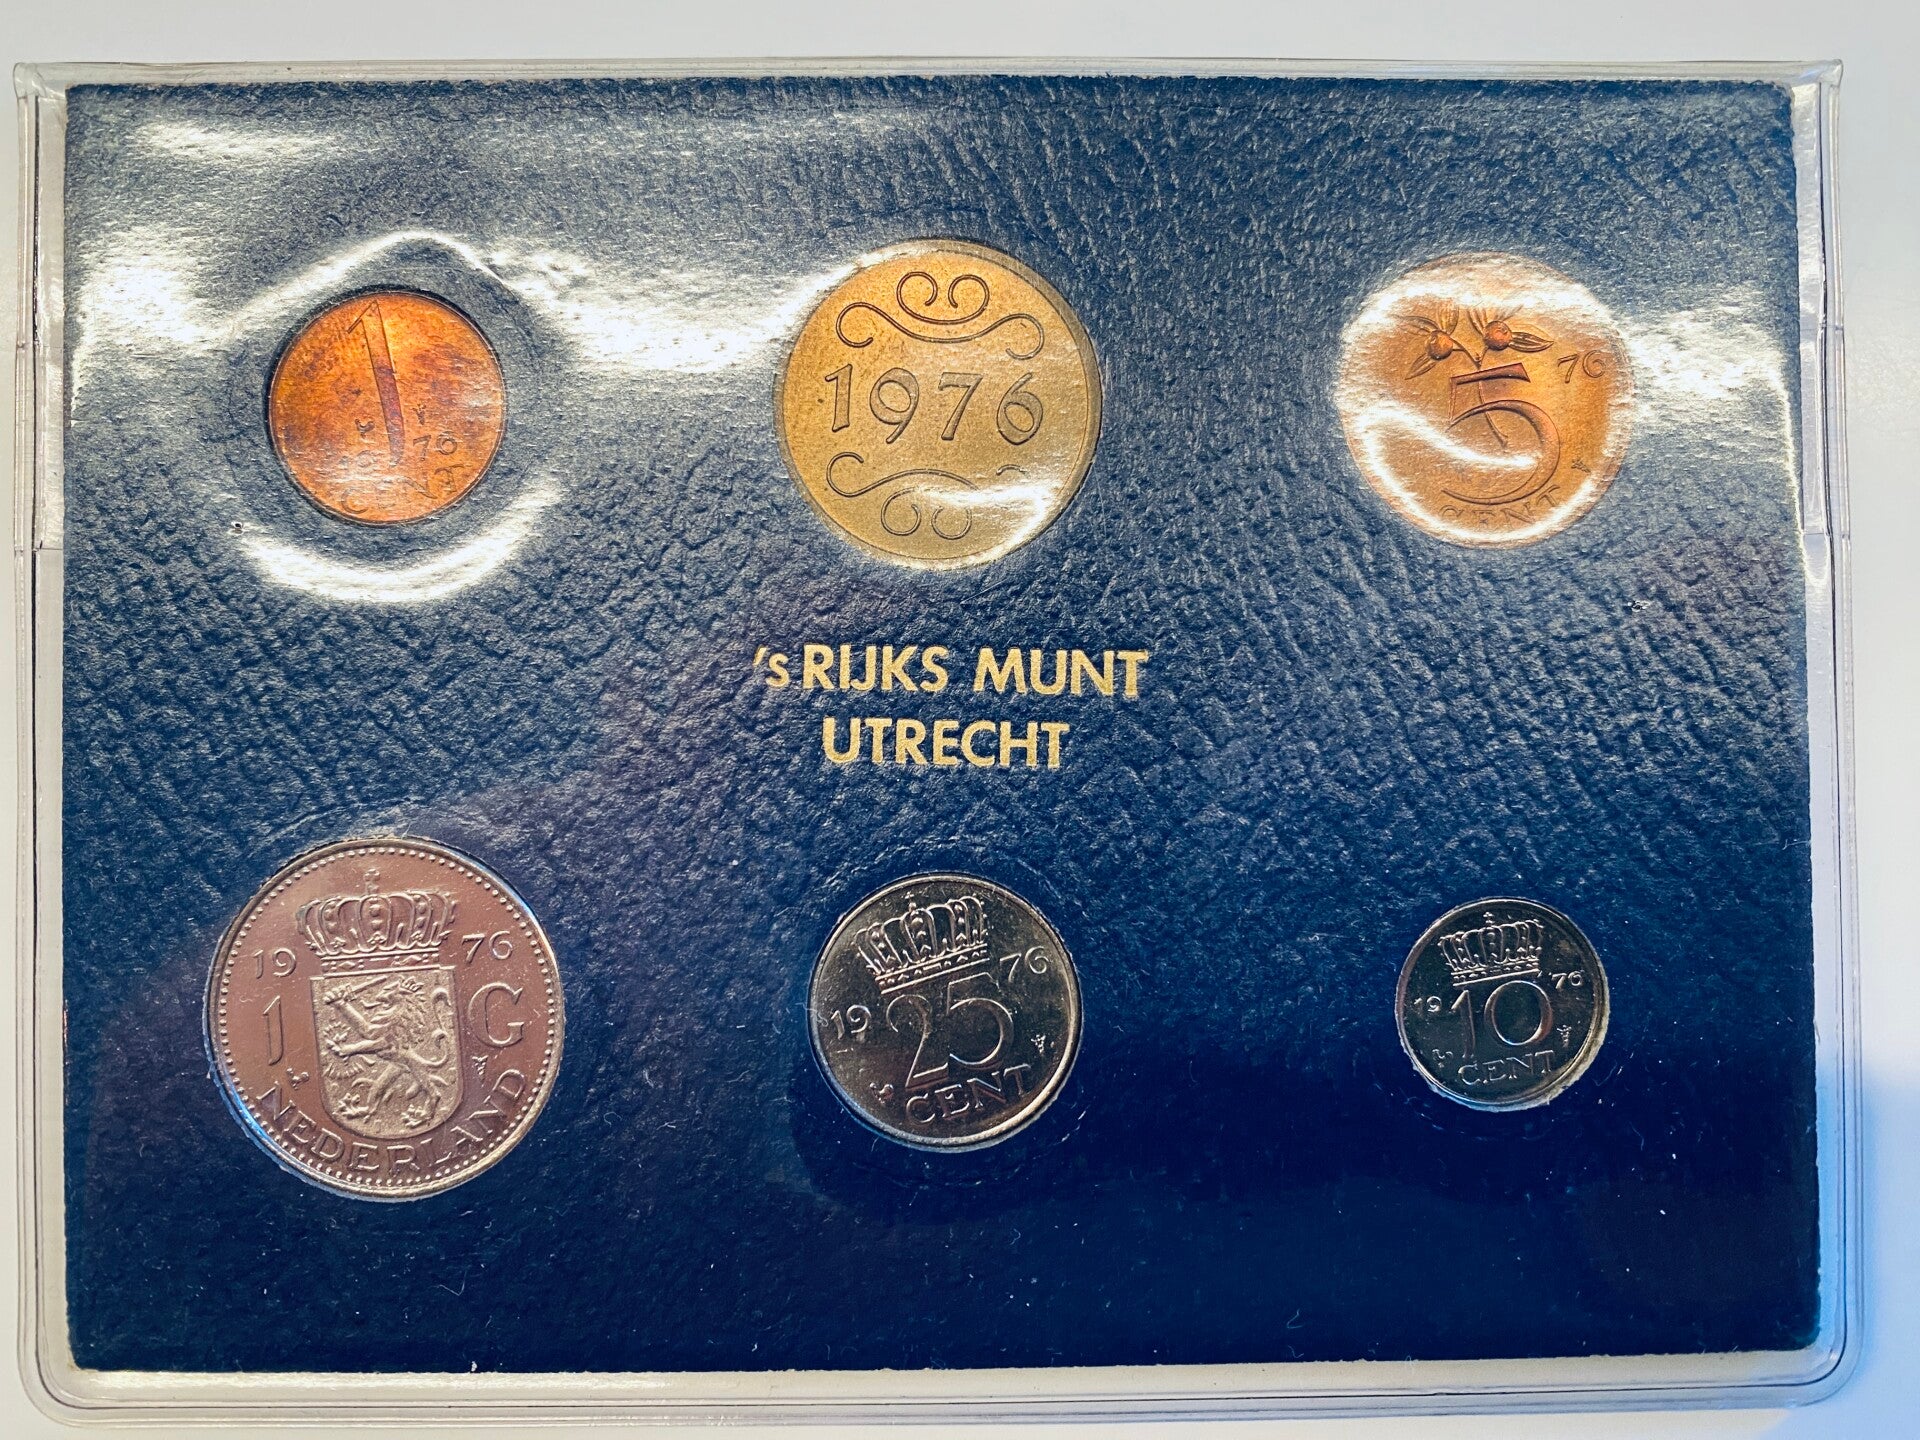 1
19 76
CENT
1976
5
76
CENT
's RIJKS MUNT
UTRECHT
19 76
1 G
NEDERLAND
19 76
25
CENT
19 76
10
CENT